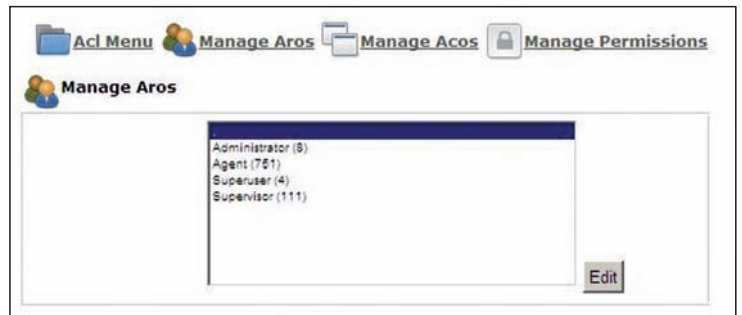 Acl Menu Manage Aros Manage Acos Manage Permissions
Manage Aros
Administrator (8)
Agent (761)
Superuser (4)
Supervisor (111)
Edit